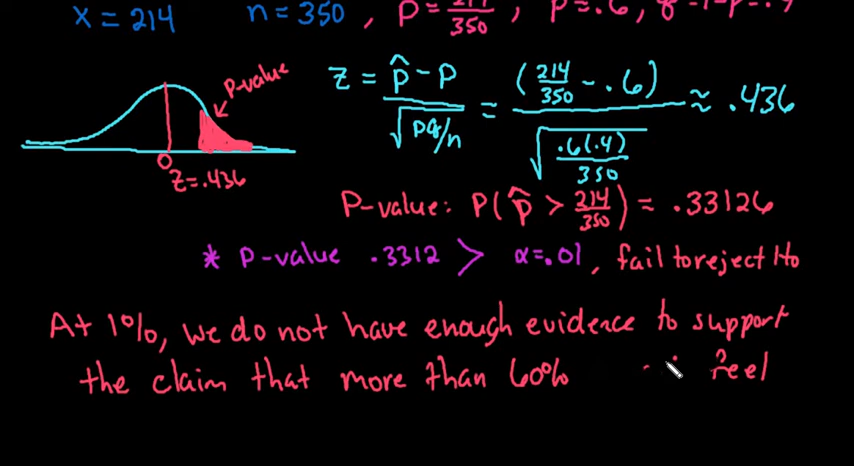 x = 214 n = 350, p̂ = 214/350, p = .6, q = 1-p = .4
P-value
z = p̂ - p / √pq/n = (214/350 - .6) / √.6(.4)/350 ≈ .436
0
z = .436
P-value: P(p̂ > 214/350) = .33126
* p-value .3312 > α=.01, fail to reject Ho
At 1%, we do not have enough evidence to support
the claim that more than 60% feel